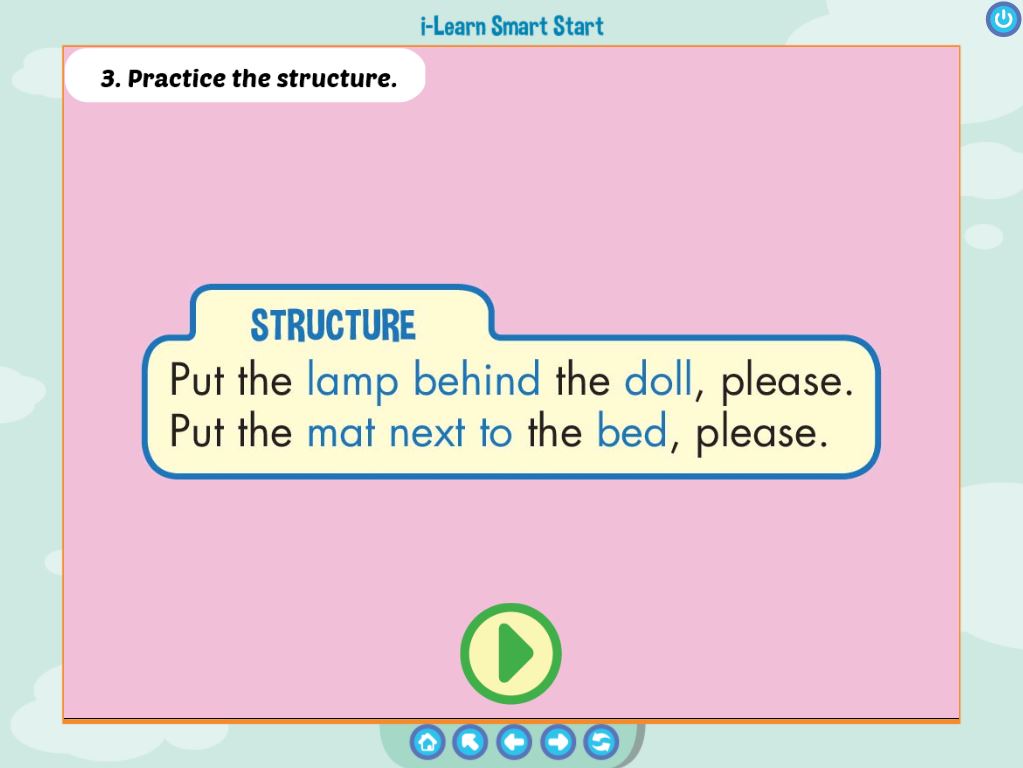 i-Learn Smart Start
3. Practice the structure.
STRUCTURE
Put the lamp behind the doll, please.
Put the mat next to the bed, please.